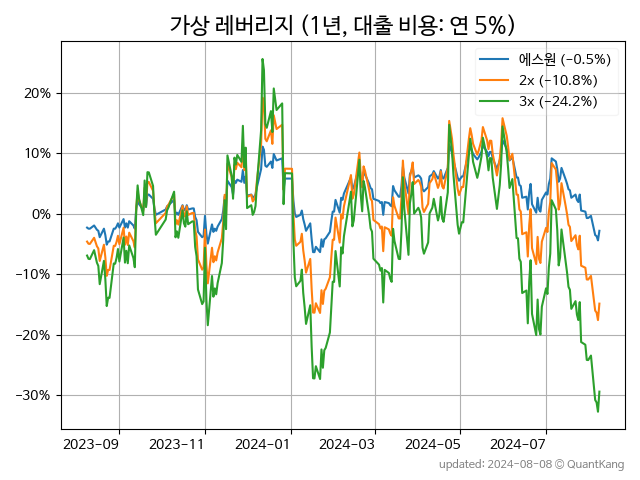 가상 레버리지 (1년, 대출 비용: 연 5%)
에스원 (−0.5%)
2x (−10.8%)
3x (−24.2%)
20%
10%
0%
−10%
−20%
−30%
2023-09 2023-11 2024-01 2024-03 2024-05 2024-07
updated: 2024-08-08 © QuantKang